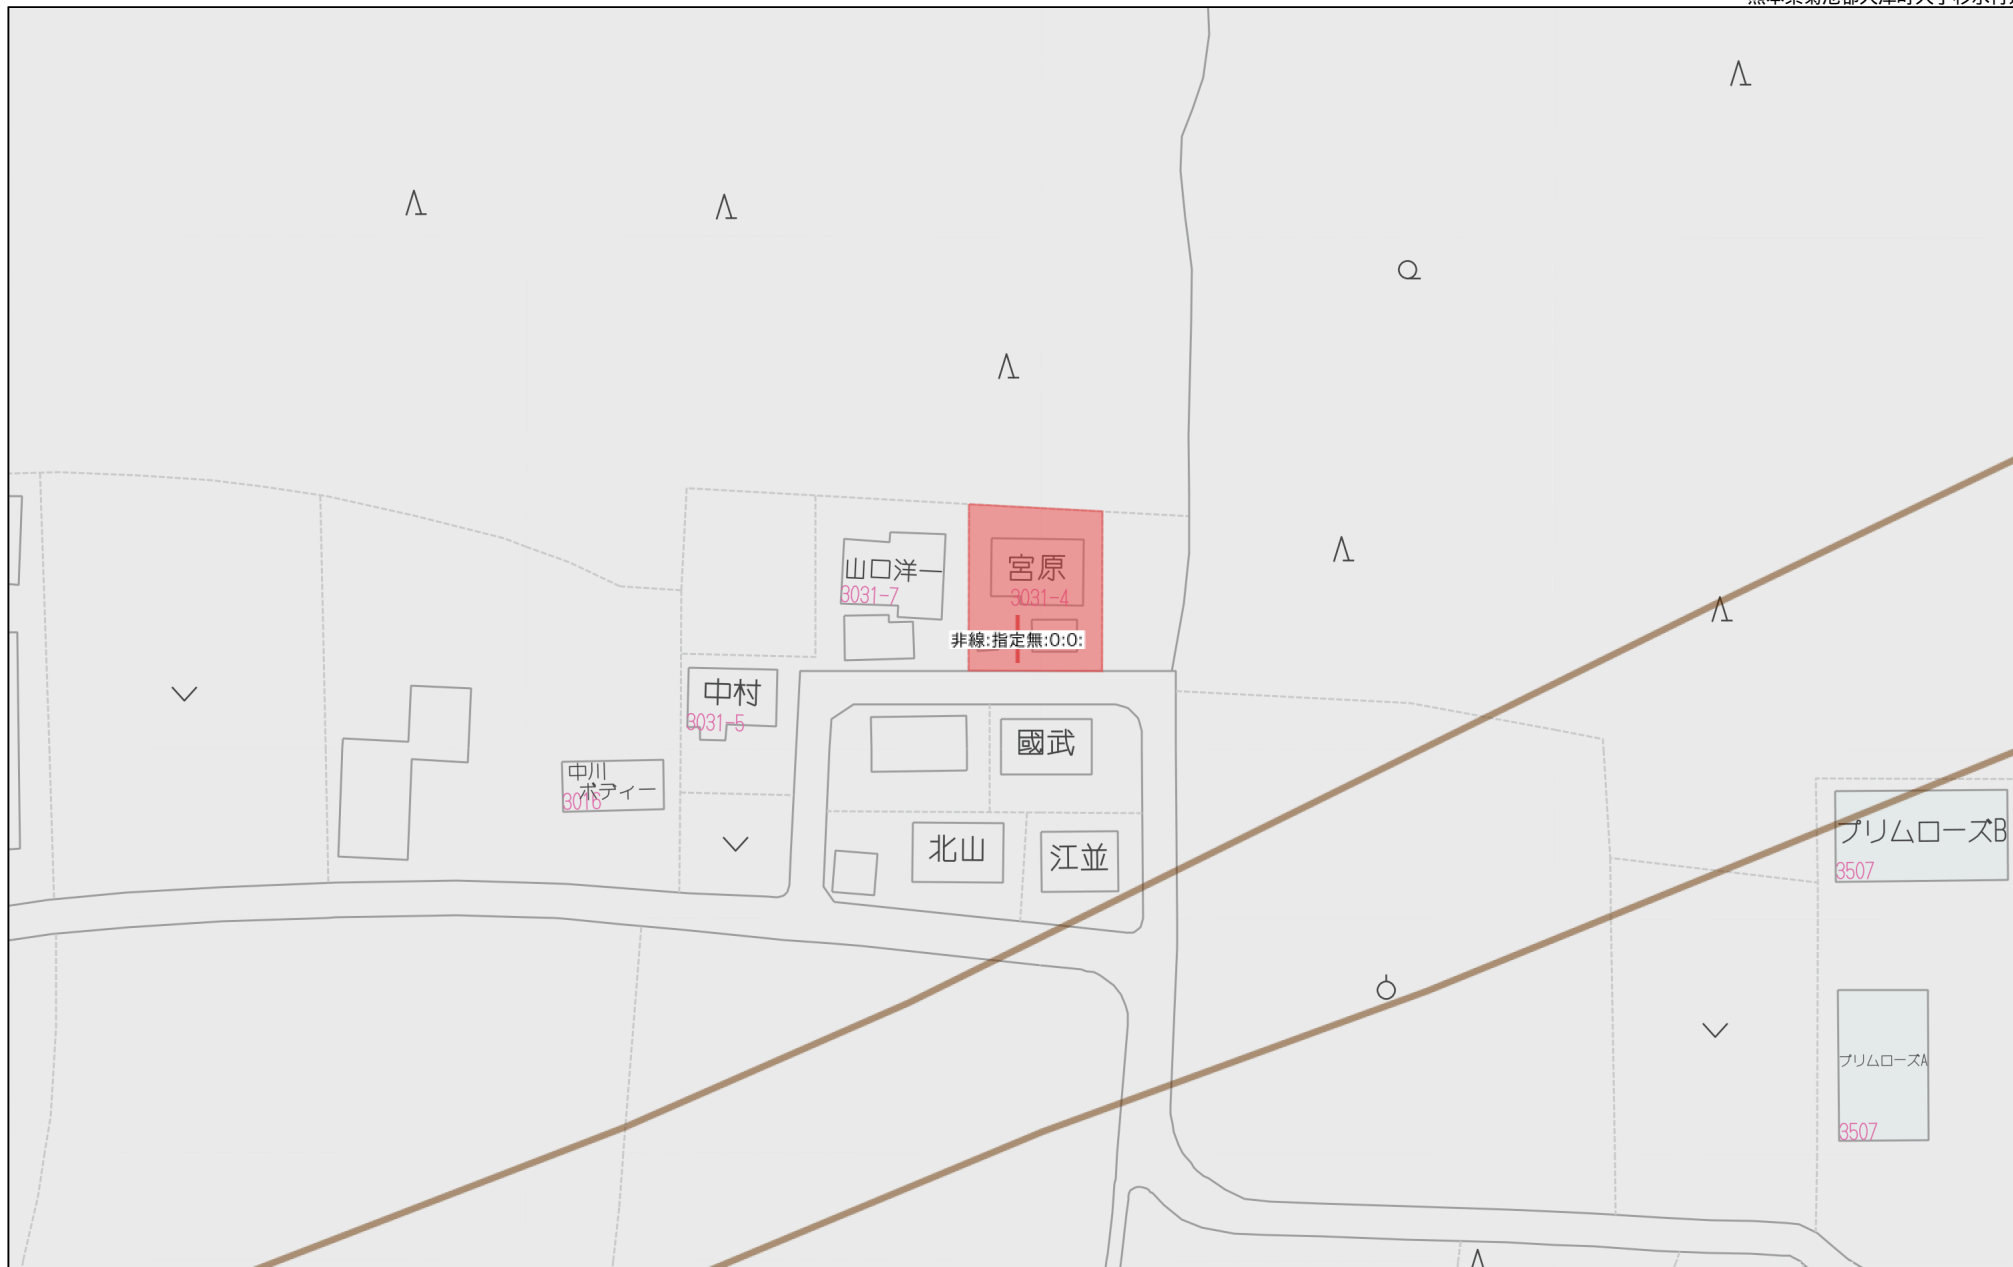 山口洋一
3031-7
宮原
3031-4
非線:指定無:0:0:
中村
3031-5
中川
ボディー
3016
國武
北山
江並
プリムローズB
3507
プリムローズA
3507